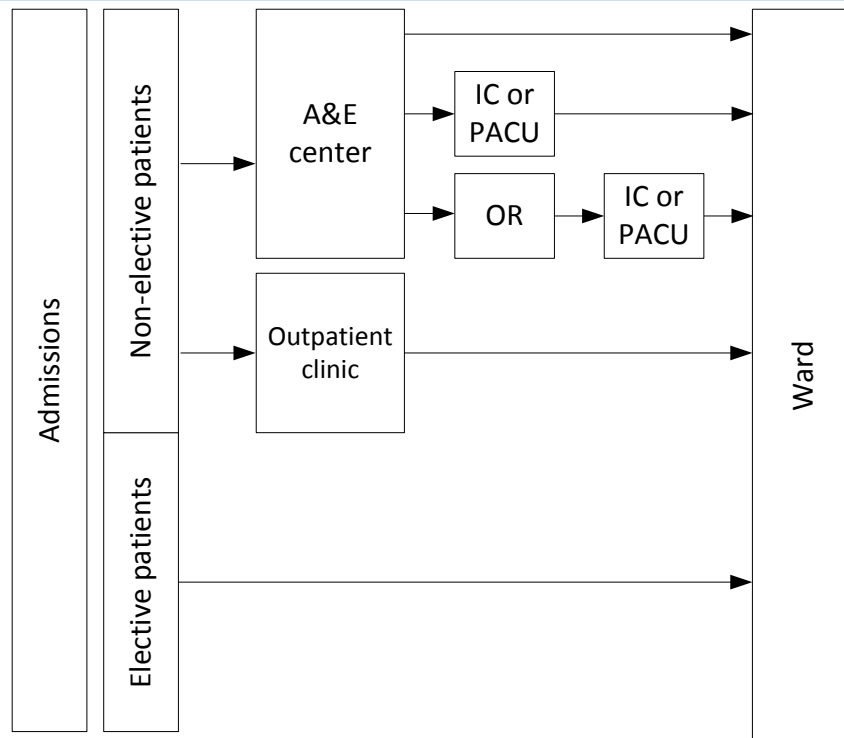 Admissions
Non-elective patients
Elective patients
A&E
center
IC or
PACU
OR
IC or
PACU
Outpatient
clinic
Ward